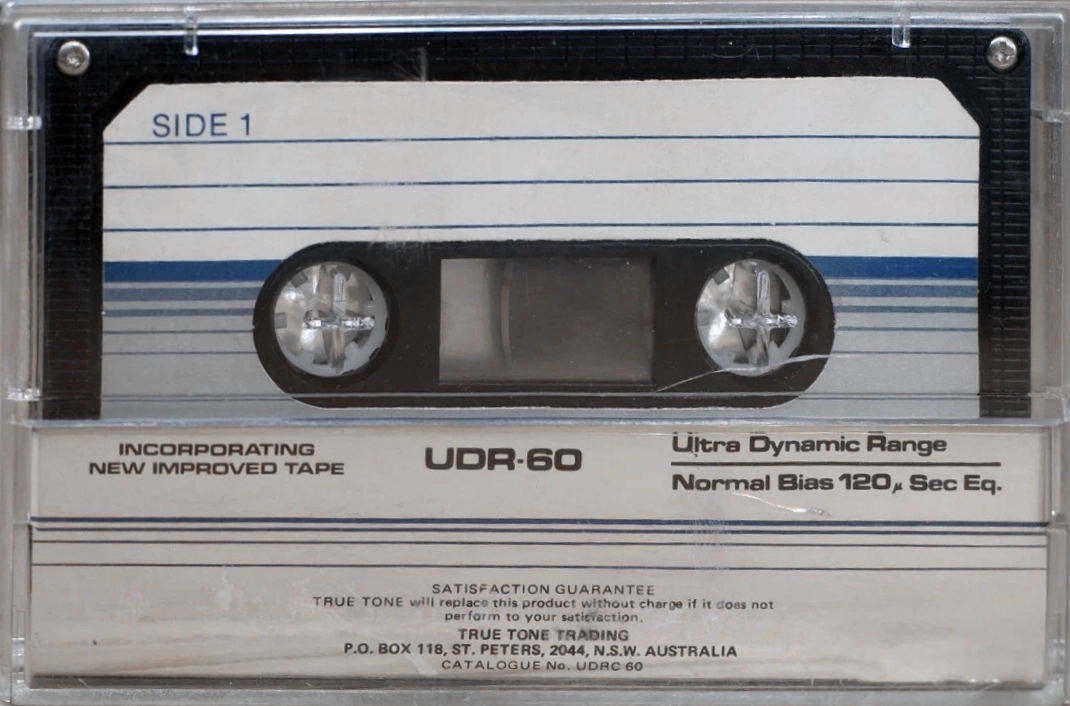 SIDE 1
INCORPORATING
NEW IMPROVED TAPE
UDR-60
Ultra Dynamic Range
Normal Bias 120µ Sec Eq.
SATISFACTION GUARANTEE
TRUE TONE will replace this product without charge if it does not
perform to your satisfaction.
TRUE TONE TRADING
P.O. BOX 118, ST. PETERS, 2044, N.S.W. AUSTRALIA
CATALOGUE No. UDRC 60